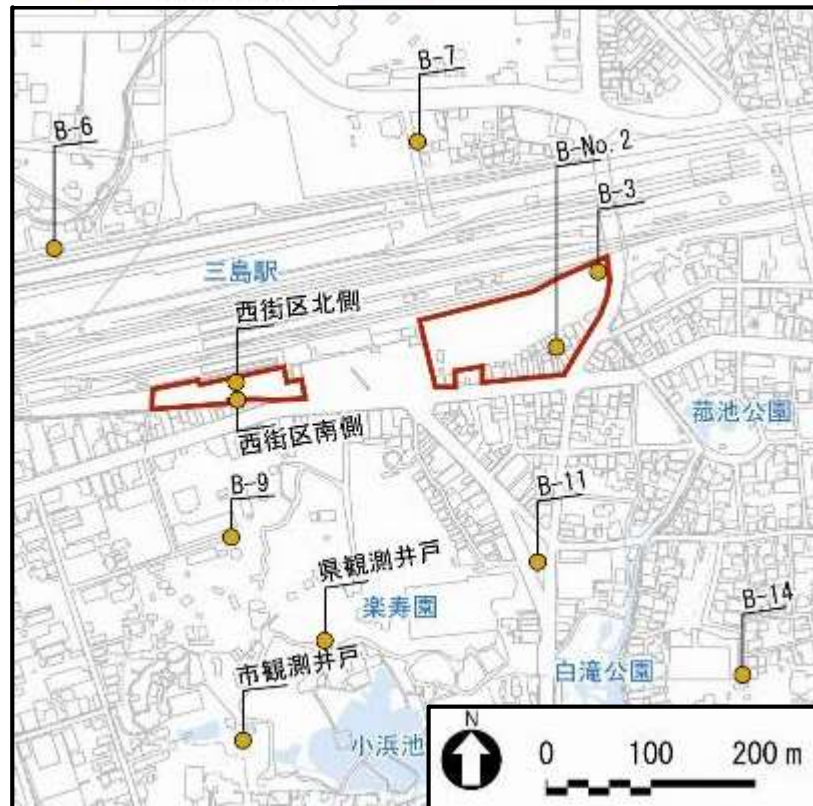 B-7
B-6
B-No.2
B-3
三島駅
西街区北側
西街区南側
菰池公園
B-9
B-11
県観測井戸
楽寿園
B-14
市観測井戸
白滝公園
小浜池
N
0 100 200 m